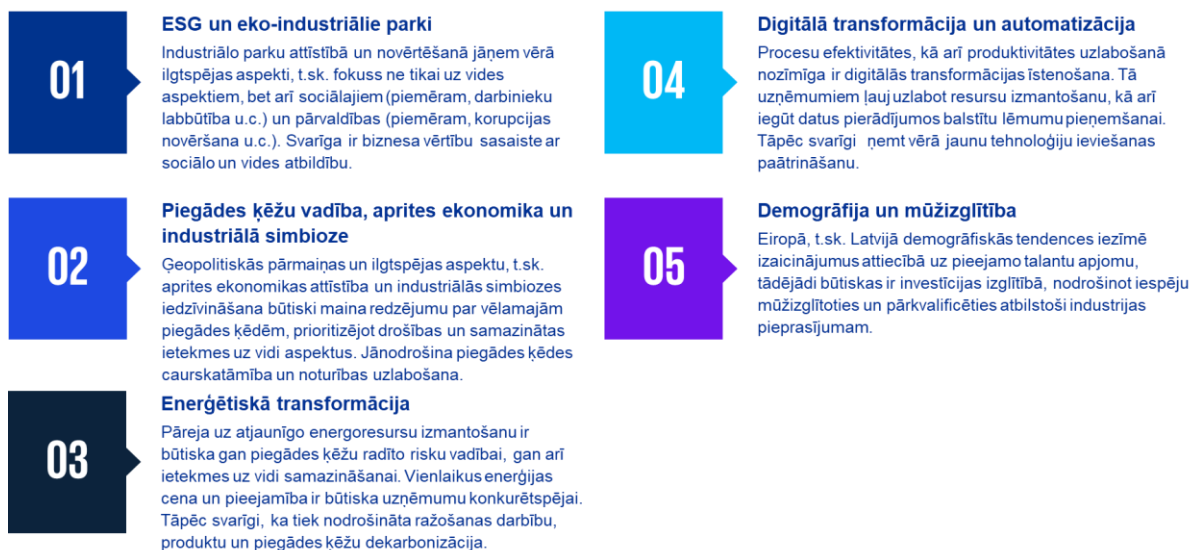 01
ESG un eko-industriālie parki
Industriālo parku attīstībā un novērtēšanā jāņem vērā
ilgtspējas aspekti, t.sk. fokuss ne tikai uz vides
aspektiem, bet arī sociālajiem (piemēram, darbinieku
labbūtība u.c.) un pārvaldības (piemēram, korupcijas
novēršana u.c.). Svarīga ir biznesa vērtību sasaiste ar
sociālo un vides atbildību.
02
Piegādes ķēžu vadība, aprites ekonomika un
industriālā simbioze
Ģeopolitiskās pārmaiņas un ilgtspējas aspektu, t.sk.
aprites ekonomikas attīstība un industriālās simbiozes
iedzīvināšana būtiski maina redzējumu par vēlamajām
piegādes ķēdēm, prioritizējot drošības un samazinātas
ietekmes uz vidi aspektus. Jānodrošina piegādes ķēdes
caurskatāmība un noturības uzlabošana.
03
Enerģētiskā transformācija
Pāreja uz atjaunīgo energoresursu izmantošanu ir
būtiska gan piegādes ķēžu radīto risku vadībai, gan arī
ietekmes uz vidi samazināšanai. Vienlaikus enerģijas
cena un pieejamība ir būtiska uzņēmumu konkurētspējai.
Tāpēc svarīgi, ka tiek nodrošināta ražošanas darbību,
produktu un piegādes ķēžu dekarbonizācija.
04
Digitālā transformācija un automatizācija
Procesu efektivitātes, kā arī produktivitātes uzlabošanā
nozīmīga ir digitālās transformācijas īstenošana. Tā
uzņēmumiem ļauj uzlabot resursu izmantošanu, kā arī
iegūt datus pierādījumos balstītu lēmumu pieņemšanai.
Tāpēc svarīgi ņemt vērā jaunu tehnoloģiju ieviešanas
paātrināšanu.
05
Demogrāfija un mūžizglītība
Eiropā, t.sk. Latvijā demogrāfiskās tendences iezīmē
izaicinājumus attiecībā uz pieejamo talantu apjomu,
tādējādi būtiskas ir investīcijas izglītībā, nodrošinot iespēju
mūžizglītoties un pārkvalificēties atbilstoši industrijas
pieprasījumam.